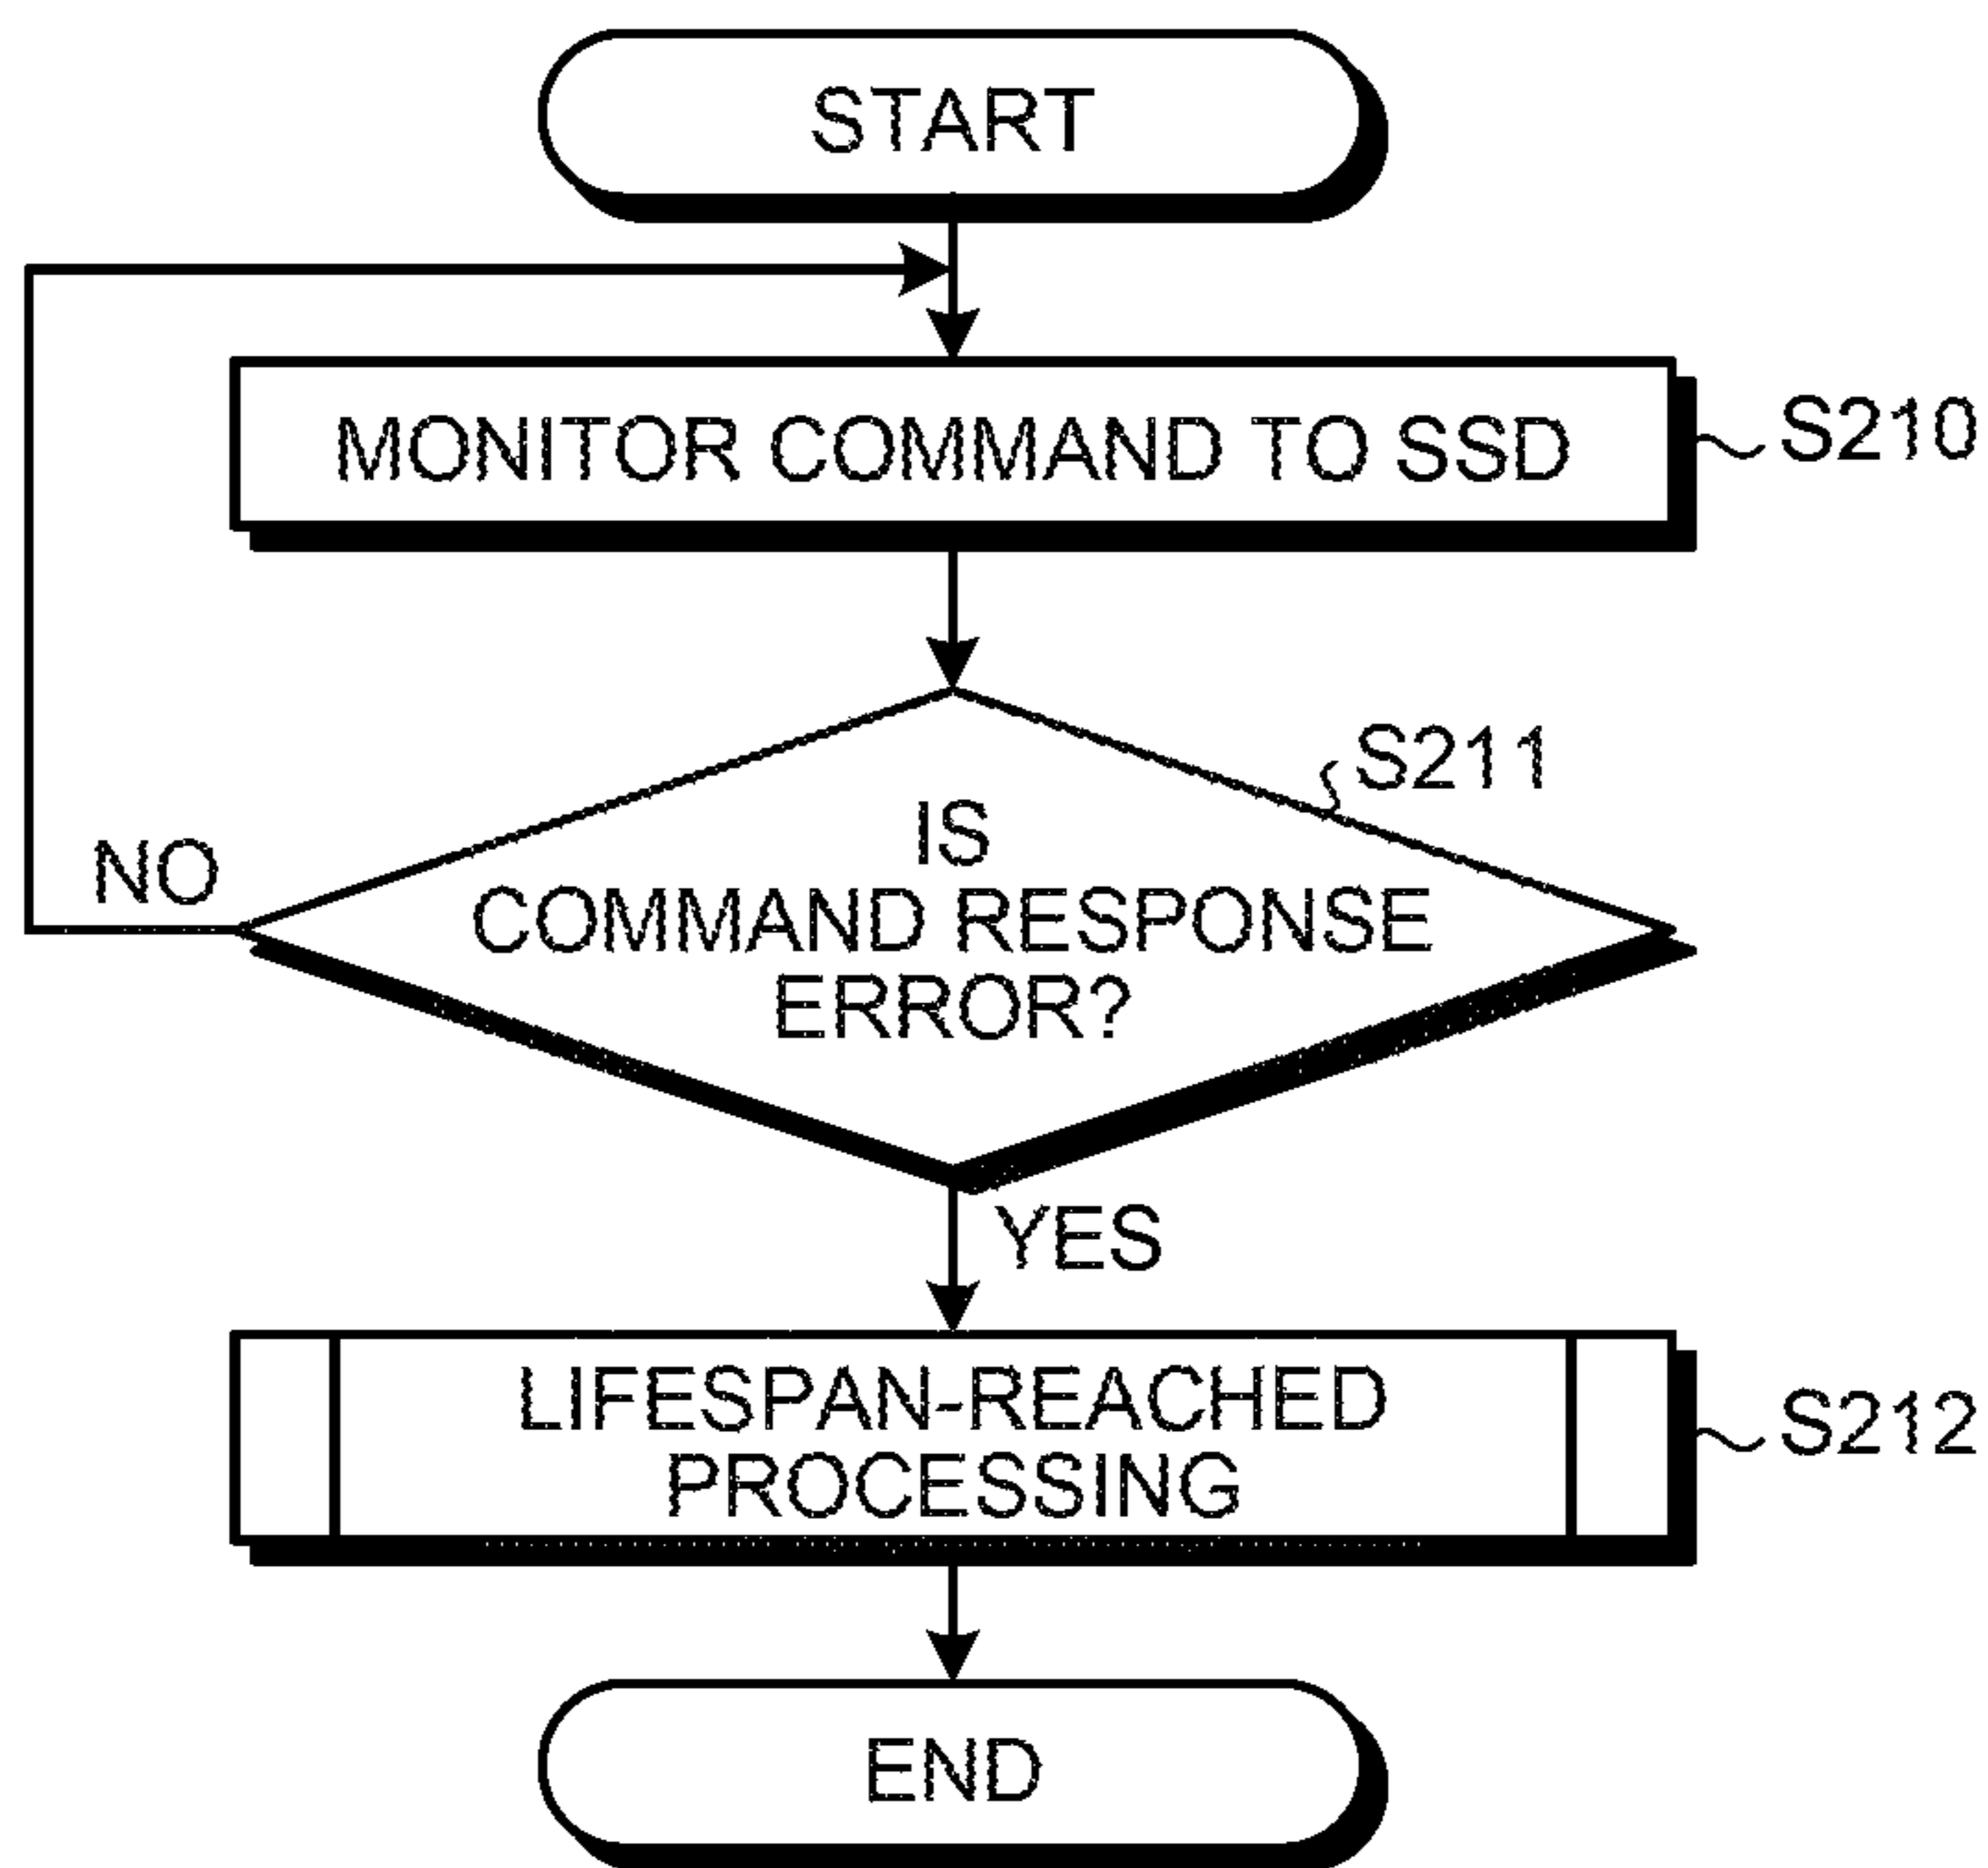 START
MONITOR COMMAND TO SSD
S210
S211
IS
COMMAND RESPONSE
ERROR?
NO
YES
LIFESPAN-REACHED
PROCESSING
S212
END